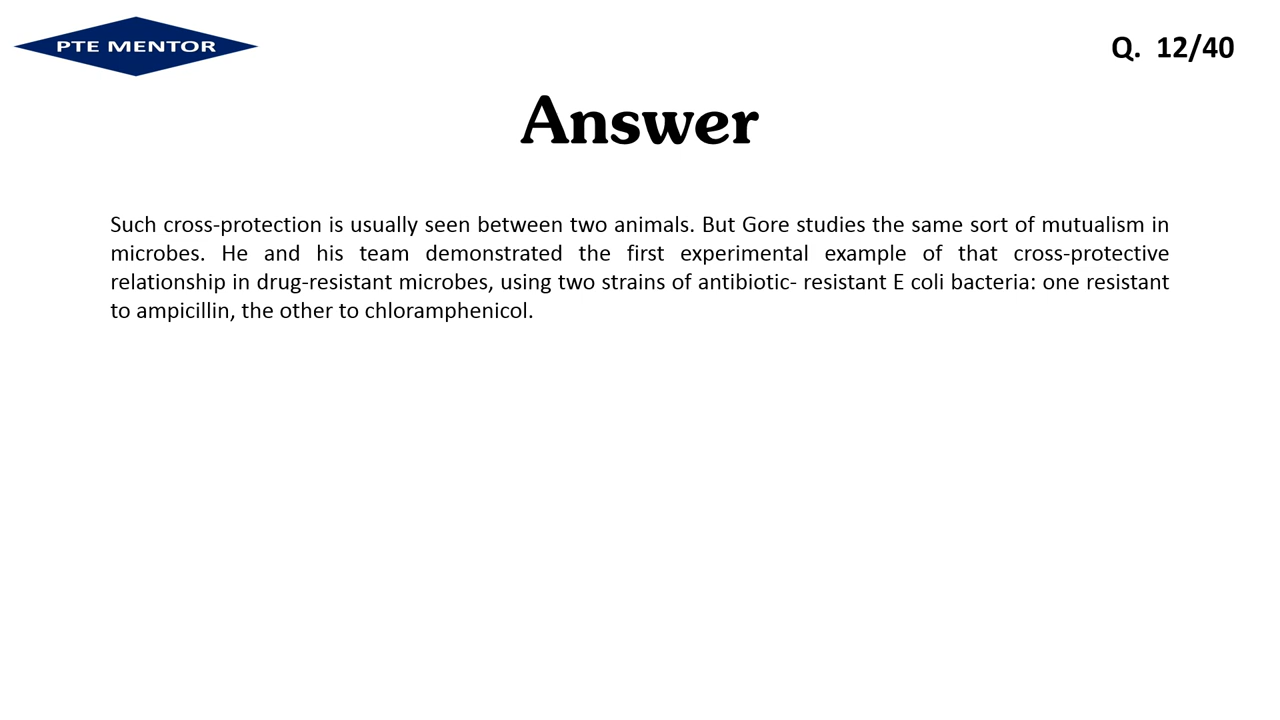 PTE MENTOR
Q. 12/40
Answer
Such cross-protection is usually seen between two animals. But Gore studies the same sort of mutualism in
microbes. He and his team demonstrated the first experimental example of that cross-protective
relationship in drug-resistant microbes, using two strains of antibiotic- resistant E coli bacteria: one resistant
to ampicillin, the other to chloramphenicol.